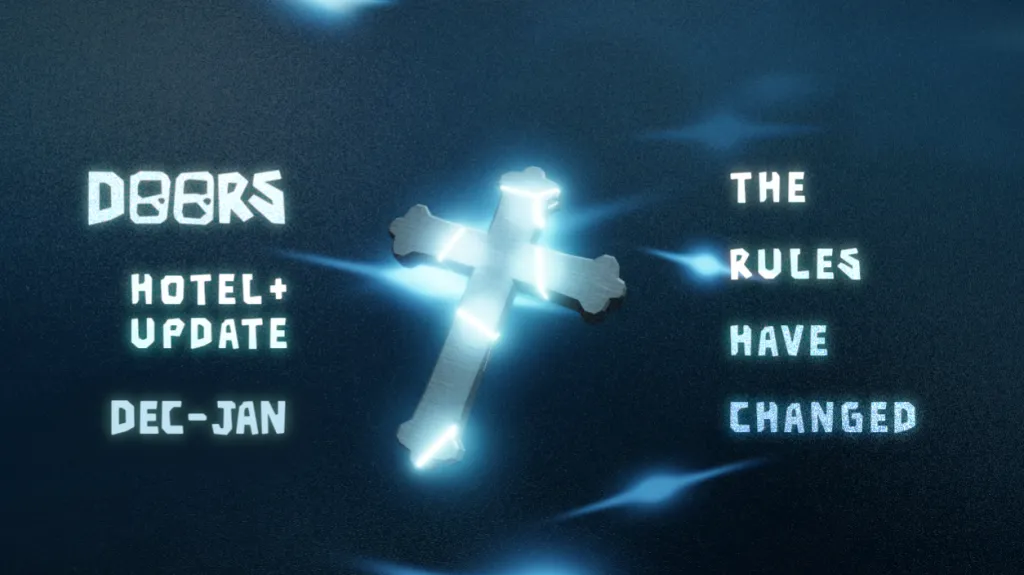 DOORS
HOTEL+
UPDATE
DEC-JAN
THE
RULES
HAVE
CHANGED